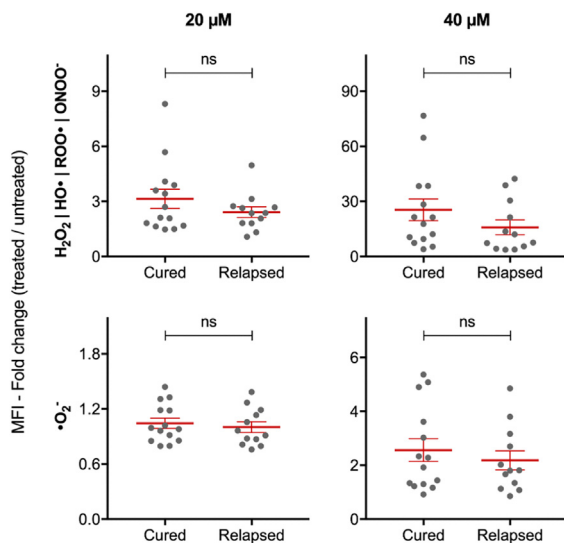 20 µM
40 µM
MFI - Fold change (treated / untreated)
H₂O₂ | HO• | ROO• | ONOO⁻
9
6
3
0
ns
Cured
Relapsed
90
60
30
0
ns
Cured
Relapsed
•O₂⁻
1.8
1.2
0.6
0.0
ns
Cured
Relapsed
6
4
2
0
ns
Cured
Relapsed